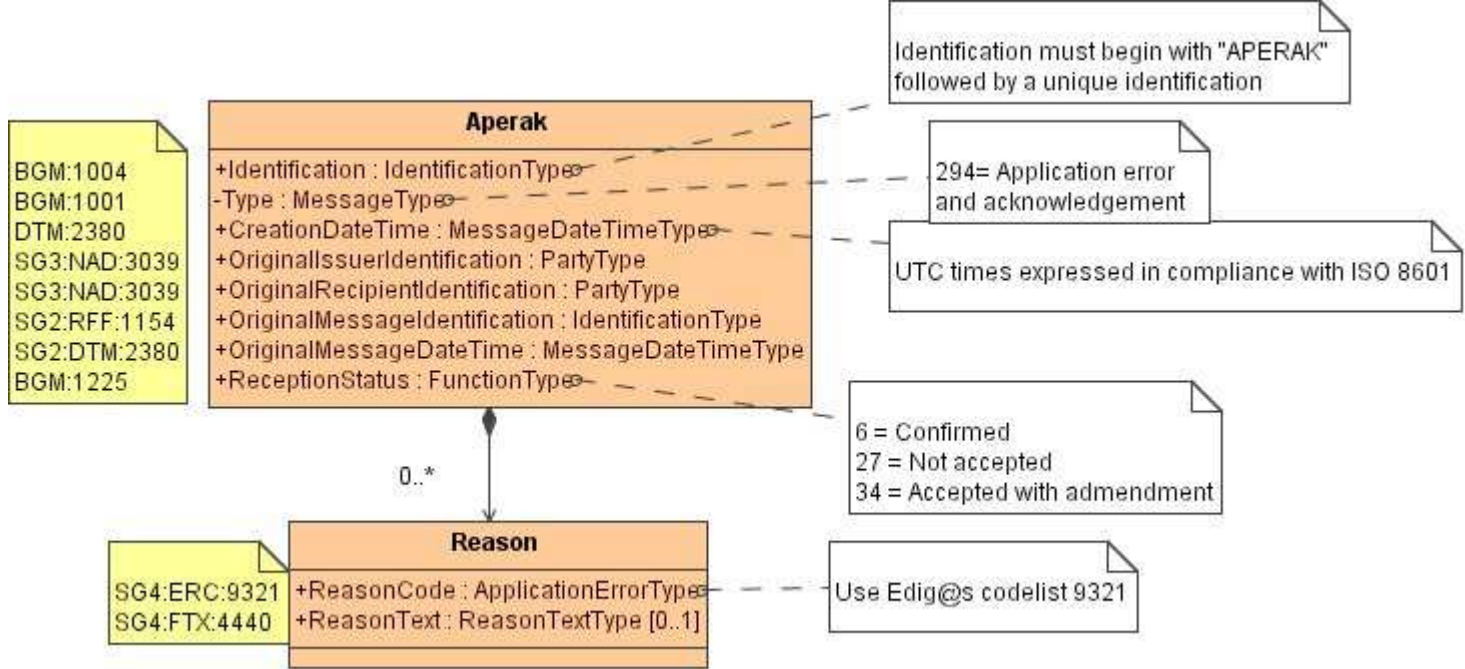 Identification must begin with "APERAK"
followed by a unique identification
Aperak
BGM:1004
BGM:1001
DTM:2380
SG3:NAD:3039
SG3:NAD:3039
SG2:RFF:1154
SG2:DTM:2380
BGM:1225
+Identification : IdentificationType
-Type : MessageType
+CreationDateTime : MessageDateTimeType
+OriginalIssuerIdentification : PartyType
+OriginalRecipientIdentification : PartyType
+OriginalMessageIdentification : IdentificationType
+OriginalMessageDateTime : MessageDateTimeType
+ReceptionStatus : FunctionType
294= Application error
and acknowledgement
UTC times expressed in compliance with ISO 8601
6 = Confirmed
27 = Not accepted
34 = Accepted with admendment
0..*
Reason
SG4:ERC:9321
SG4:FTX:4440
+ReasonCode : ApplicationErrorType
+ReasonText : ReasonTextType [0..1]
Use Edig@s codelist 9321